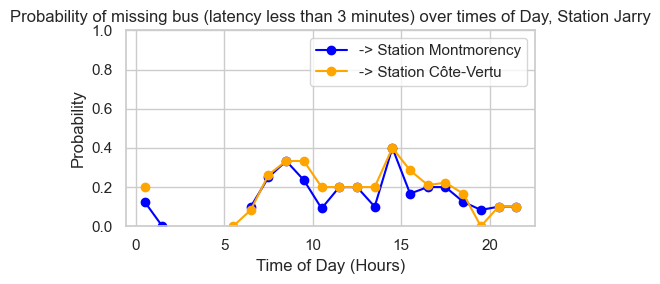 Probability of missing bus (latency less than 3 minutes) over times of Day, Station Jarry
1.0
0.8
0.6
0.4
0.2
0.0
Probability
-> Station Montmorency
-> Station Côte-Vertu
0 5 10 15 20
Time of Day (Hours)